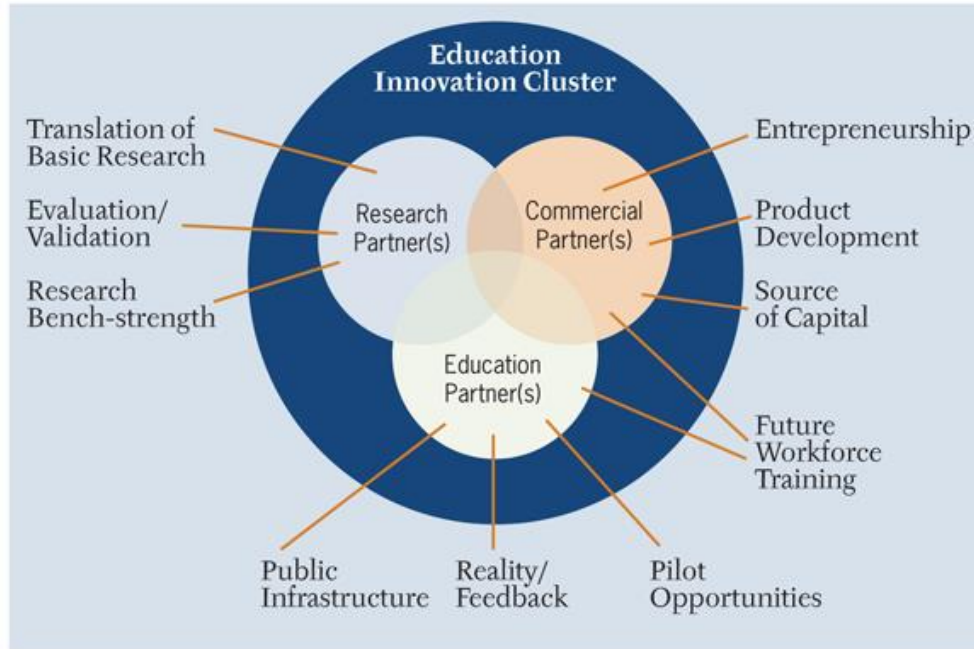 Education
Innovation Cluster
Translation of
Basic Research
Evaluation/
Validation
Research
Bench-strength
Research
Partner(s)
Commercial
Partner(s)
Education
Partner(s)
Entrepreneurship
Product
Development
Source
of Capital
Future
Workforce
Training
Public
Infrastructure
Reality/
Feedback
Pilot
Opportunities